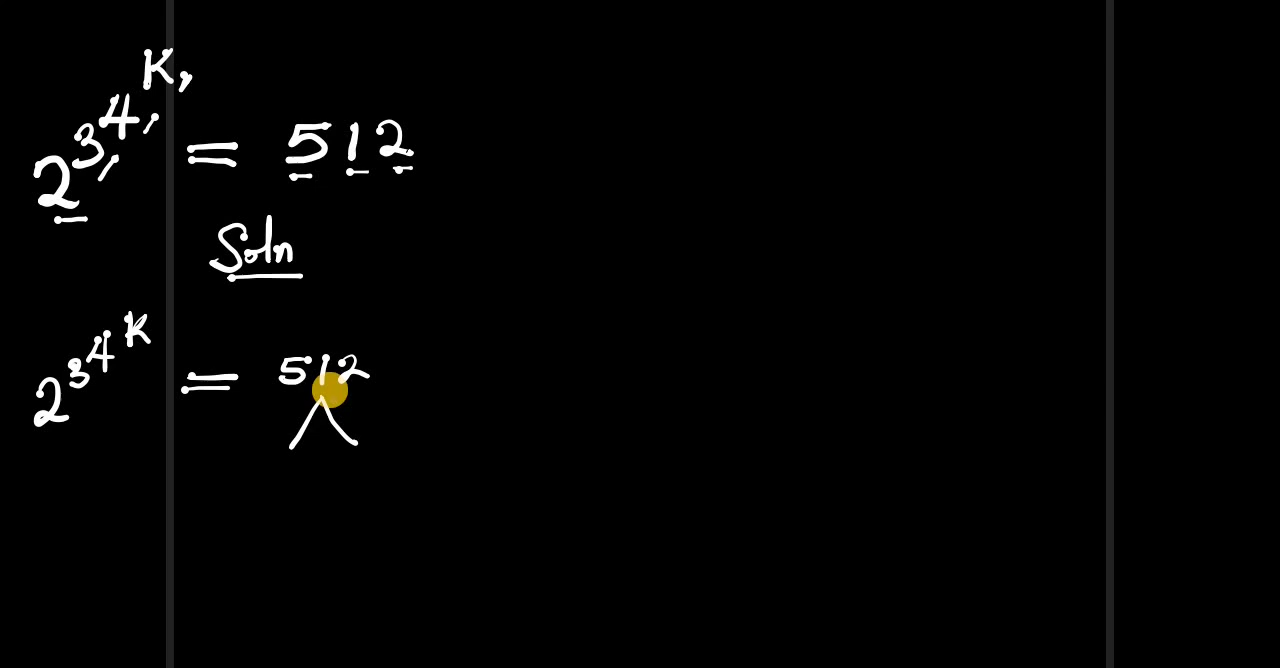 2^3^4^K, = 512
Soln
2^3^4^K = 512